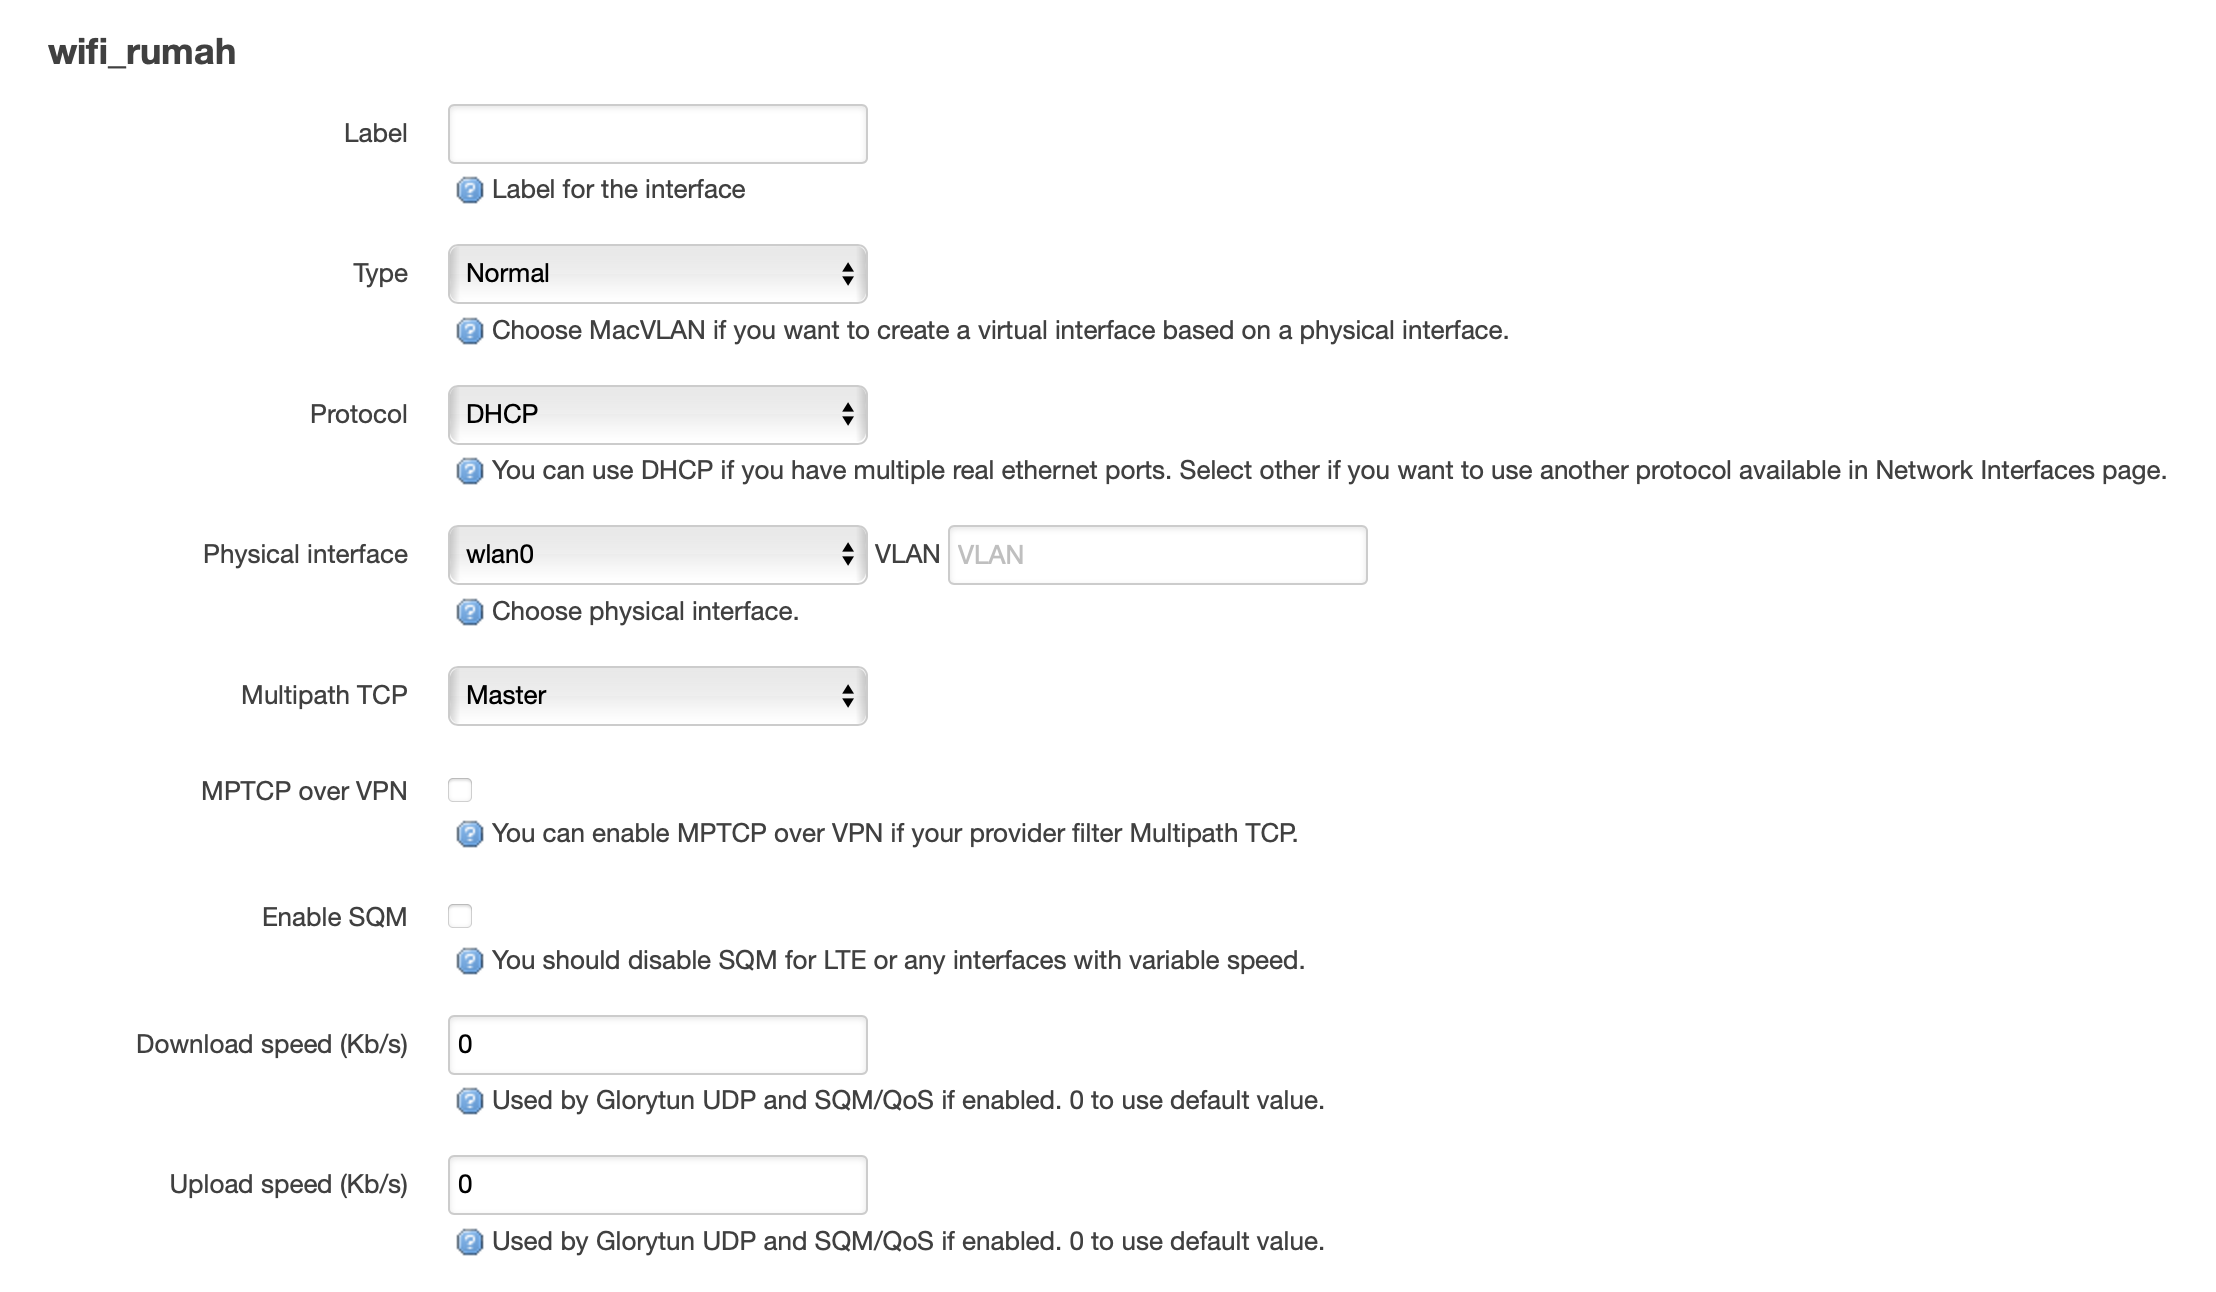 wifi_rumah
Label
Label for the interface
Type Normal
Choose MacVLAN if you want to create a virtual interface based on a physical interface.
Protocol DHCP
You can use DHCP if you have multiple real ethernet ports. Select other if you want to use another protocol available in Network Interfaces page.
Physical interface wlan0 VLAN VLAN
Choose physical interface.
Multipath TCP Master
MPTCP over VPN
You can enable MPTCP over VPN if your provider filter Multipath TCP.
Enable SQM
You should disable SQM for LTE or any interfaces with variable speed.
Download speed (Kb/s) 0
Used by Glorytun UDP and SQM/QoS if enabled. 0 to use default value.
Upload speed (Kb/s) 0
Used by Glorytun UDP and SQM/QoS if enabled. 0 to use default value.